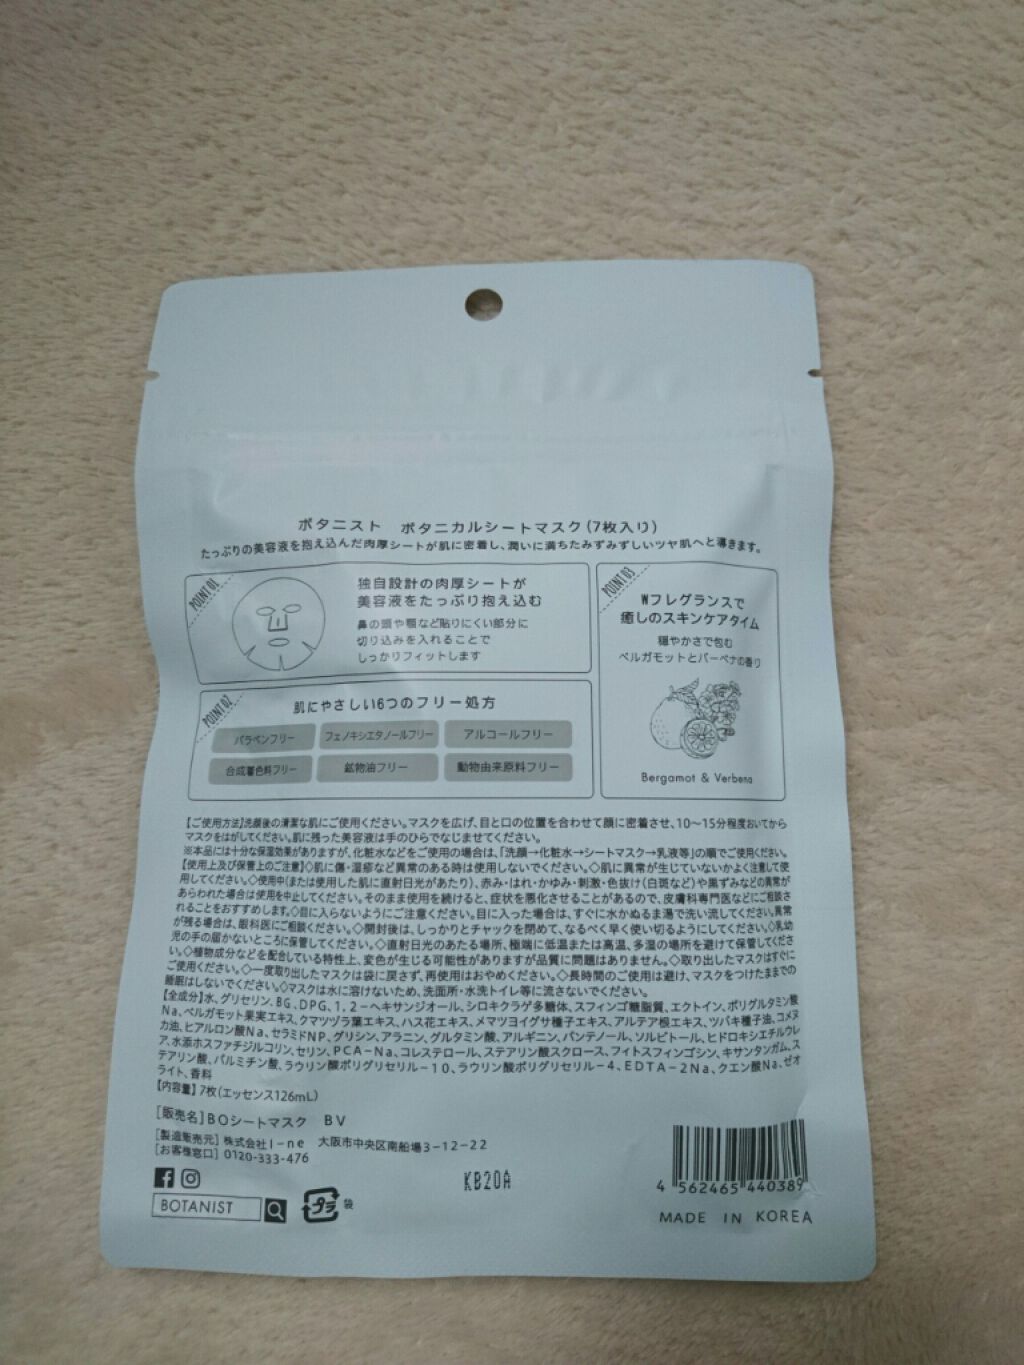 ボタニスト ボタニカルシートマスク(7枚入り)
たっぷりの美容液を抱え込んだ肉厚シートが肌に密着し、潤いに満ちたみずみずしいツヤ肌へと導きます。
POINT 01
独自設計の肉厚シートが
美容液をたっぷり抱え込む
鼻の頭や顎など貼りにくい部分に
切り込みを入れることで
しっかりフィットします
POINT 02
肌にやさしい6つのフリー処方
パラベンフリー フェノキシエタノールフリー アルコールフリー
合成着色料フリー 鉱物油フリー 動物由来原料フリー
POINT 03
Wフレグランスで
癒しのスキンケアタイム
穏やかさで包む
ベルガモットとバーベナの香り
Bergamot & Verbena
【ご使用方法】洗顔後の清潔な肌にご使用ください。マスクを広げ、目と口の位置を合わせて顔に密着させ、10〜15分程度おいてから
マスクをはがしてください。肌に残った美容液は手のひらでなじませてください。
※本品には十分な保湿効果がありますが、化粧水などをご使用の場合は、「洗顔→化粧水→シートマスク→乳液等」の順でご使用ください。
【使用上及び保管上のご注意】◇肌に傷・湿疹など異常のある時は使用しないでください。◇肌に異常が生じていないかよく注意して使
用してください。◇使用中(または使用した肌に直射日光があたり)、赤み・はれ・かゆみ・刺激・色抜け(白斑など)や黒ずみなどの異常が
あらわれた場合は使用を中止してください。そのまま使用を続けると、症状を悪化させることがあるので、皮膚科専門医などにご相談さ
れることをおすすめします。◇目に入らないようにご注意ください。目に入った場合は、すぐに水かぬるま湯で洗い流してください。異常
が残る場合は、眼科医にご相談ください。◇開封後は、しっかりとチャックを閉めて、なるべく早く使い切るようにしてください。◇乳幼
児の手の届かないところに保管してください。◇直射日光のあたる場所、極端に低温または高温、多湿の場所を避けて保管してくださ
い。◇植物成分などを配合している特性上、変色が生じる可能性がありますが品質に問題はありません。◇取り出したマスクはすぐに
ご使用ください。◇一度取り出したマスクは袋に戻さず、再使用はおやめください。◇長時間のご使用は避け、マスクをつけたままでの
睡眠はしないでください。◇マスクは水に溶けないため、洗面所・水洗トイレ等に流さないでください。
【全成分】水、グリセリン、BG、DPG、1,2-ヘキサンジオール、シロキクラゲ多糖体、スフィンゴ糖脂質、エクトイン、ポリグルタミン酸
Na、ベルガモット果実エキス、クマツヅラ葉エキス、ハス花エキス、メマツヨイグサ種子エキス、アルテア根エキス、ツバキ種子油、コメヌ
カ油、ヒアルロン酸Na、セラミドNP、グリシン、アラニン、グルタミン酸、アルギニン、パンテノール、ソルビトール、ヒドロキシエチルウレ
ア、水添ホスファチジルコリン、セリン、PCA-Na、コレステロール、ステアリン酸スクロース、フィトスフィンゴシン、キサンタンガム、ス
テアリン酸、パルミチン酸、ラウリン酸ポリグリセリル-10、ラウリン酸ポリグリセリル-4、EDTA-2Na、クエン酸Na、ゼオ
ライト、香料
【内容量】7枚(エッセンス126mL)
[販売名]BOシートマスク BV
[製造販売元] 株式会社I-ne 大阪市中央区南船場3-12-22
[お客様窓口] 0120-333-476
BOTANIST
プラ 袋
KB20A
4 562465 440389
MADE IN KOREA